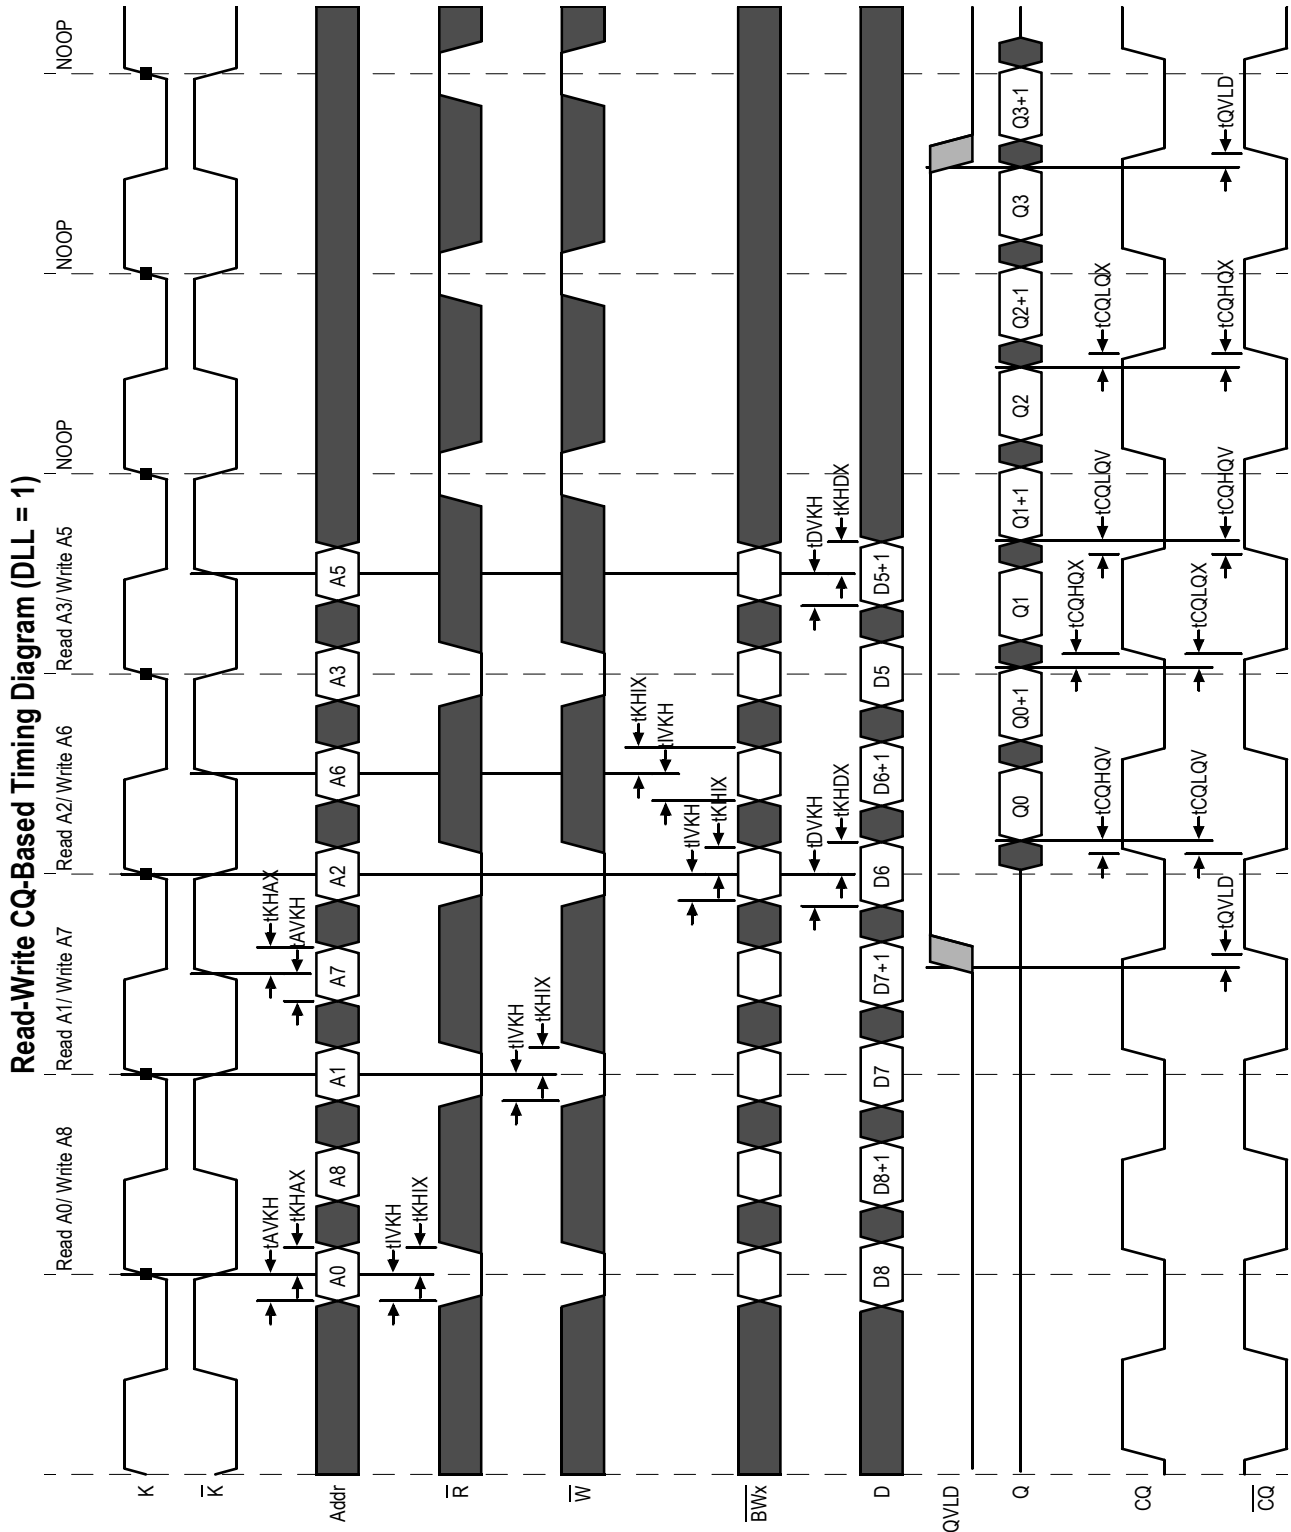 Read-Write CQ-Based Timing Diagram (DLL = 1)
Read A0/ Write A8
Read A1/ Write A7
Read A2/ Write A6
Read A3/ Write A5
NOOP
NOOP
NOOP
K
K
tAVKH
tKHAX
tKHAX
tAVKH
Addr
A0
A8
A1
A7
A2
A6
A3
A5
tIVKH
tKHIX
R
tIVKH
tKHIX
W
tKHIX
tIVKH
tIVKH
tKHIX
BWx
tDVKH
tKHDX
tDVKH
tKHDX
D
D8
D8+1
D7
D7+1
D6
D6+1
D5
D5+1
QVLD
Q
Q0
Q0+1
Q1
Q1+1
Q2
Q2+1
Q3
Q3+1
tCQHQX
tCQHQV
tCQLQV
tCQLQX
CQ
tCQLQV
tCQLQX
tQVLD
tCQHQV
tCQHQX
tQVLD
CQ